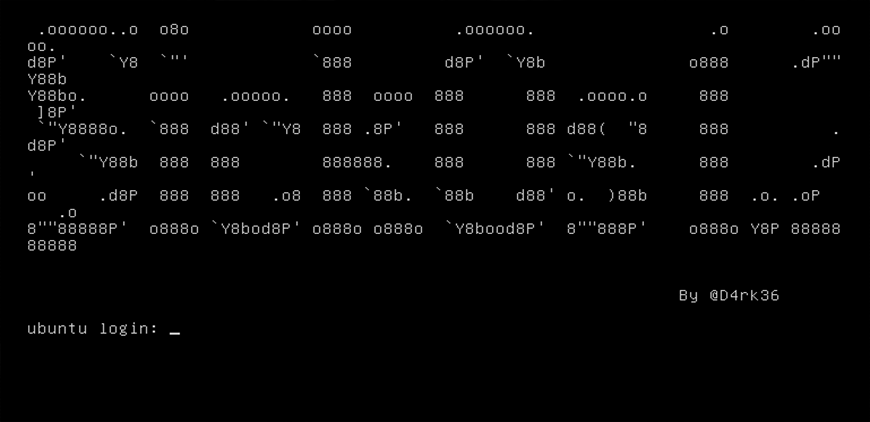 .oooooo..o  o8o            oooo          .oooooo.                 .o        .oo
oo.
d8P'    `Y8  `"'            `888         d8P'  `Y8b              o888      .dP""
Y88b
Y88bo.      oooo   .ooooo.   888  oooo  888      888  .oooo.o     888
 ]8P'
 `"Y8888o.  `888  d88' `"Y8  888 .8P'   888      888 d88(  "8     888          .
d8P'
     `"Y88b  888  888        888888.    888      888 `"Y88b.      888        .dP
'
oo     .d8P  888  888   .o8  888 `88b.  `88b    d88' o.  )88b     888  .o. .oP
   .o
8""88888P'  o888o `Y8bod8P' o888o o888o  `Y8bood8P'  8""888P'    o888o Y8P 88888
88888
By @D4rk36
ubuntu login: _